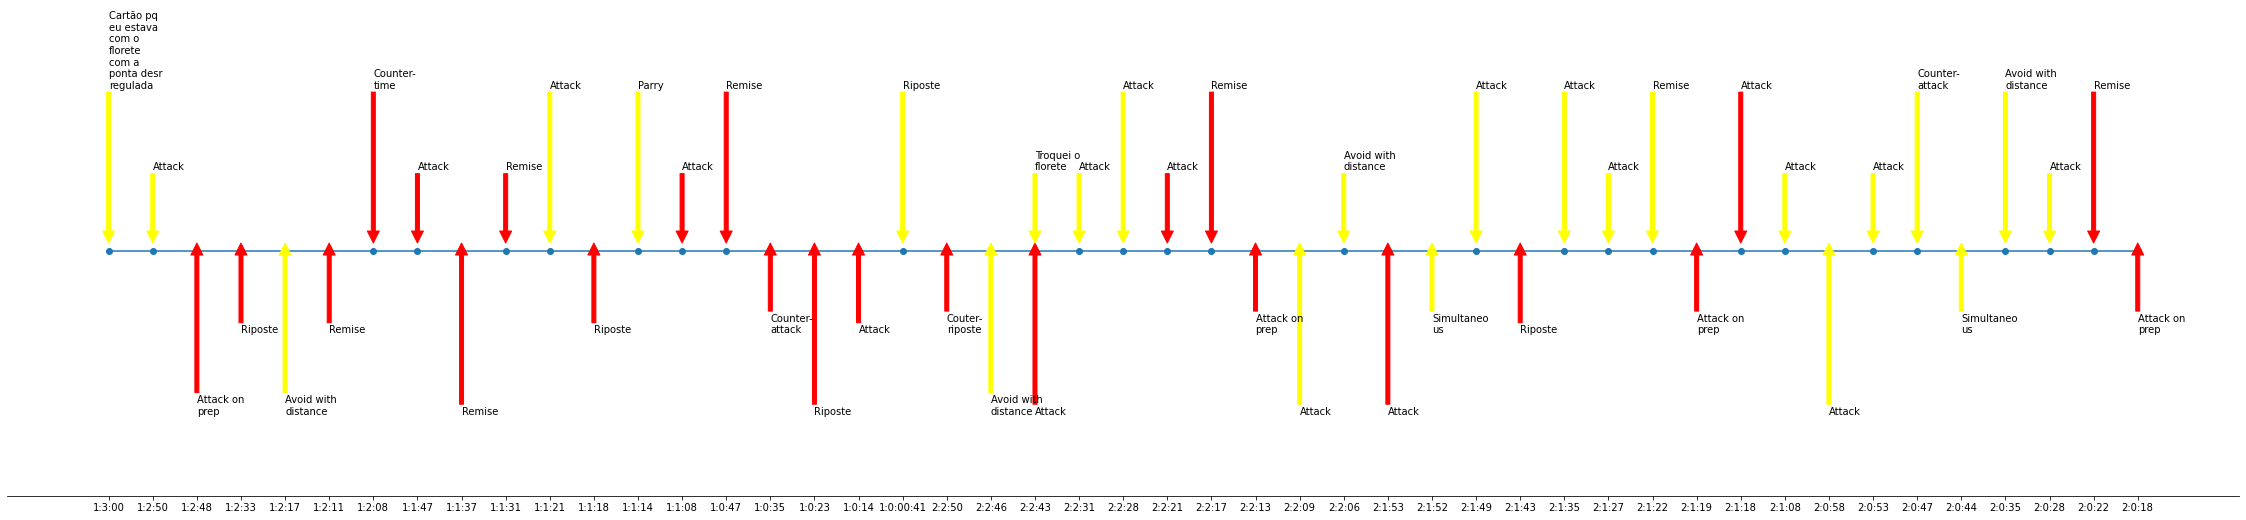 Cartão pq
eu estava
com o
florete
com a
ponta desr
regulada
Counter-
time
Attack
Parry
Remise
Riposte
Attack
Remise
Attack
Attack
Remise
Attack
Counter-
attack
Avoid with
distance
Remise
Attack
Attack
Remise
Attack
Troquei o
florete
Attack
Attack
Avoid with
distance
Attack
Attack
Attack
Attack
Riposte
Remise
Riposte
Counter-
attack
Attack
Couter-
riposte
Attack on
prep
Simultaneo
us
Riposte
Attack on
prep
Simultaneo
us
Attack on
prep
Attack on
prep
Avoid with
distance
Remise
Riposte
Avoid with
distance
Attack
Attack
Attack
Attack
1:3:00 1:2:50 1:2:48 1:2:33 1:2:17 1:2:11 1:2:08 1:1:47 1:1:37 1:1:31 1:1:21 1:1:18 1:1:14 1:1:08 1:0:47 1:0:35 1:0:23 1:0:14 1:0:00:41 2:2:50 2:2:46 2:2:43 2:2:31 2:2:28 2:2:21 2:2:17 2:2:13 2:2:09 2:2:06 2:1:53 2:1:52 2:1:49 2:1:43 2:1:35 2:1:27 2:1:22 2:1:19 2:1:18 2:1:08 2:0:58 2:0:53 2:0:47 2:0:44 2:0:35 2:0:28 2:0:22 2:0:18